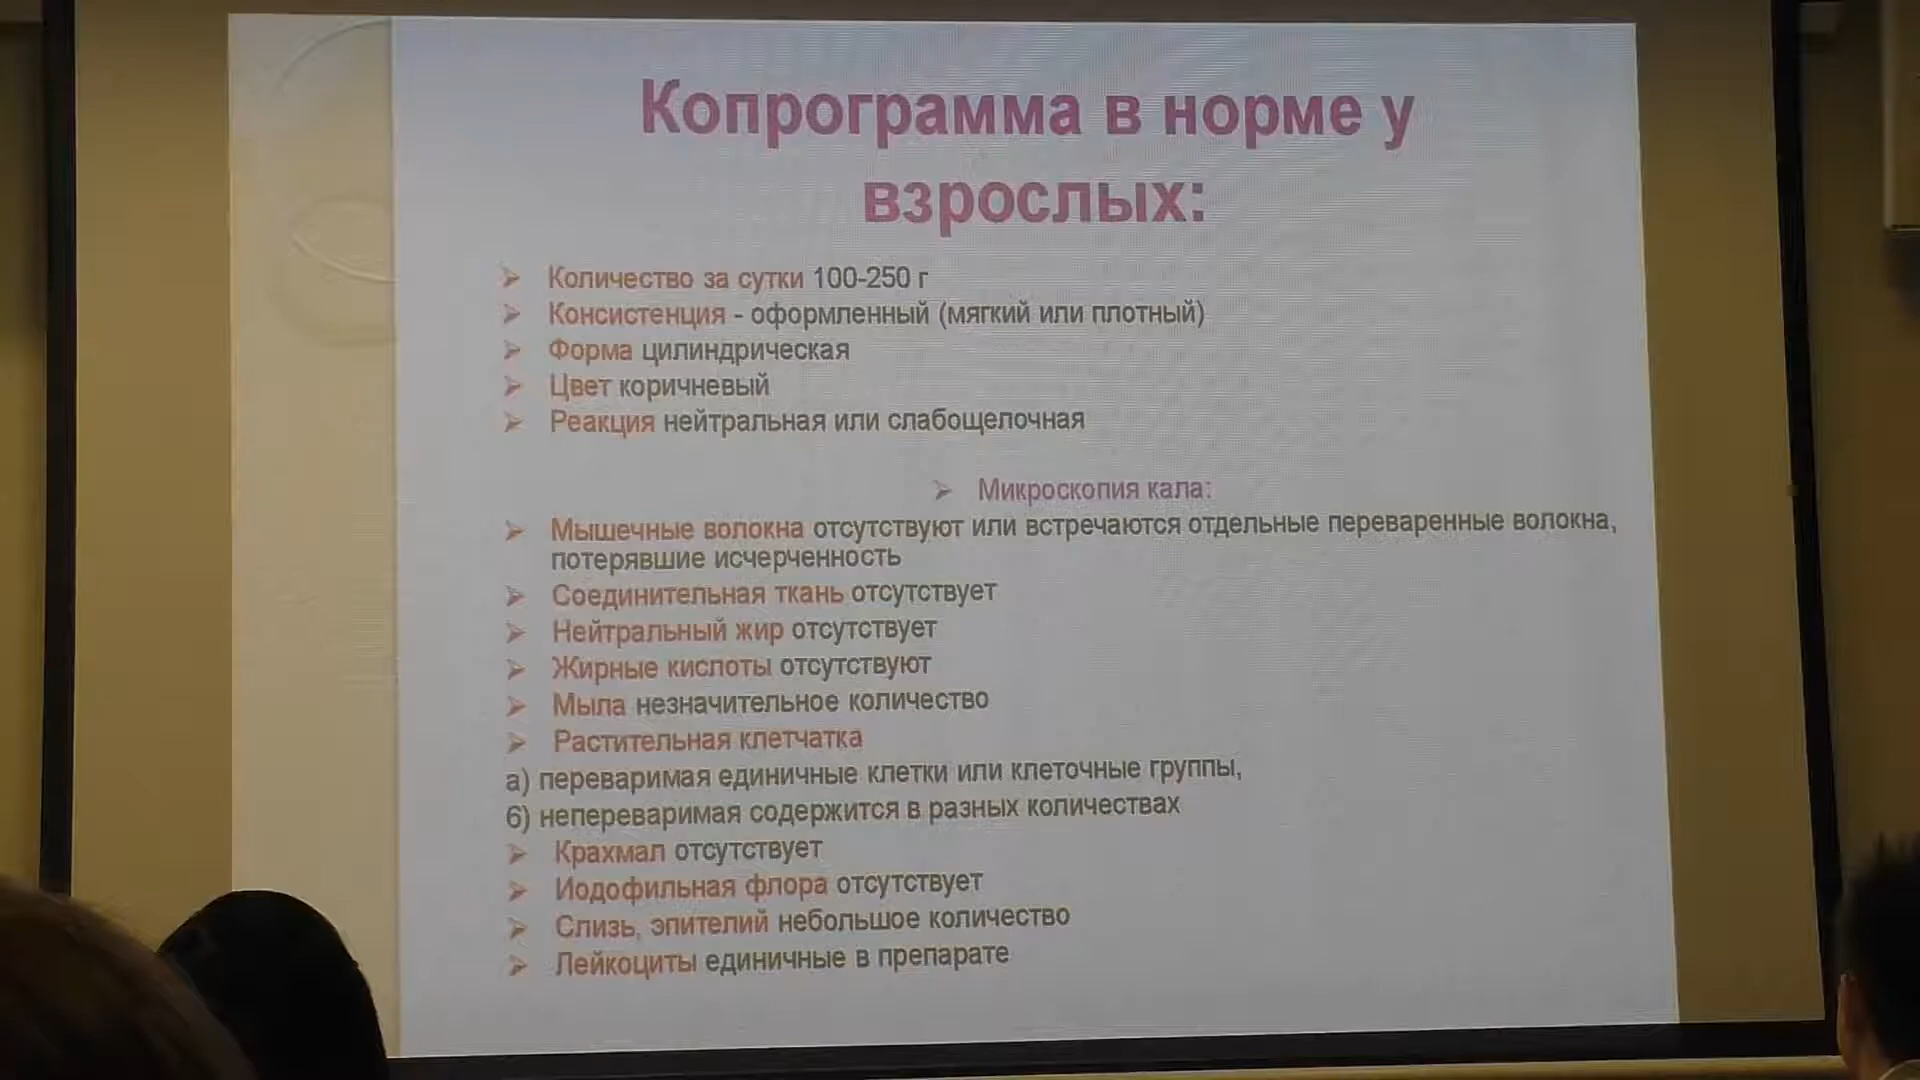 Копрограмма в норме у
взрослых:
➢ Количество за сутки 100-250 г
➢ Консистенция - оформленный (мягкий или плотный)
➢ Форма цилиндрическая
➢ Цвет коричневый
➢ Реакция нейтральная или слабощелочная
➢ Микроскопия кала:
➢ Мышечные волокна отсутствуют или встречаются отдельные переваренные волокна,
потерявшие исчерченность
➢ Соединительная ткань отсутствует
➢ Нейтральный жир отсутствует
➢ Жирные кислоты отсутствуют
➢ Мыла незначительное количество
➢ Растительная клетчатка
а) переваримая единичные клетки или клеточные группы,
б) непереваримая содержится в разных количествах
➢ Крахмал отсутствует
➢ Иодофильная флора отсутствует
➢ Слизь, эпителий небольшое количество
➢ Лейкоциты единичные в препарате